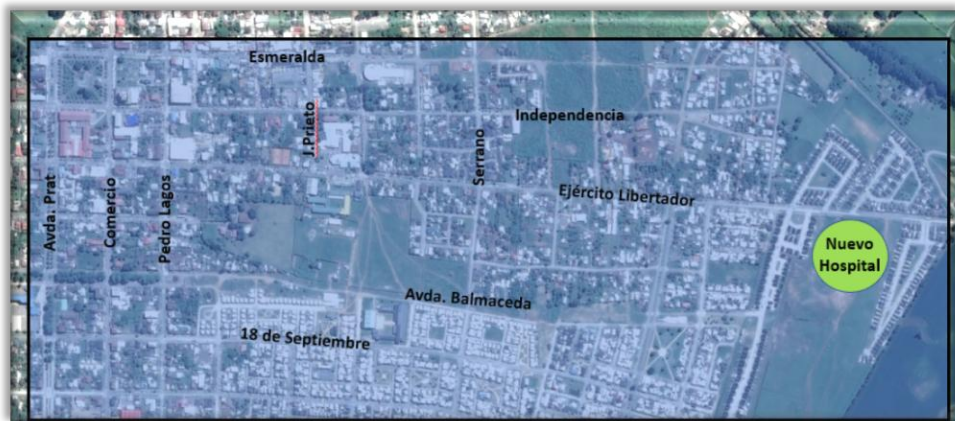 Esmeralda
J.Prieto
Independencia
Serrano
Avda. Prat
Comercio
Pedro Lagos
Ejército Libertador
Nuevo
Hospital
Avda. Balmaceda
18 de Septiembre